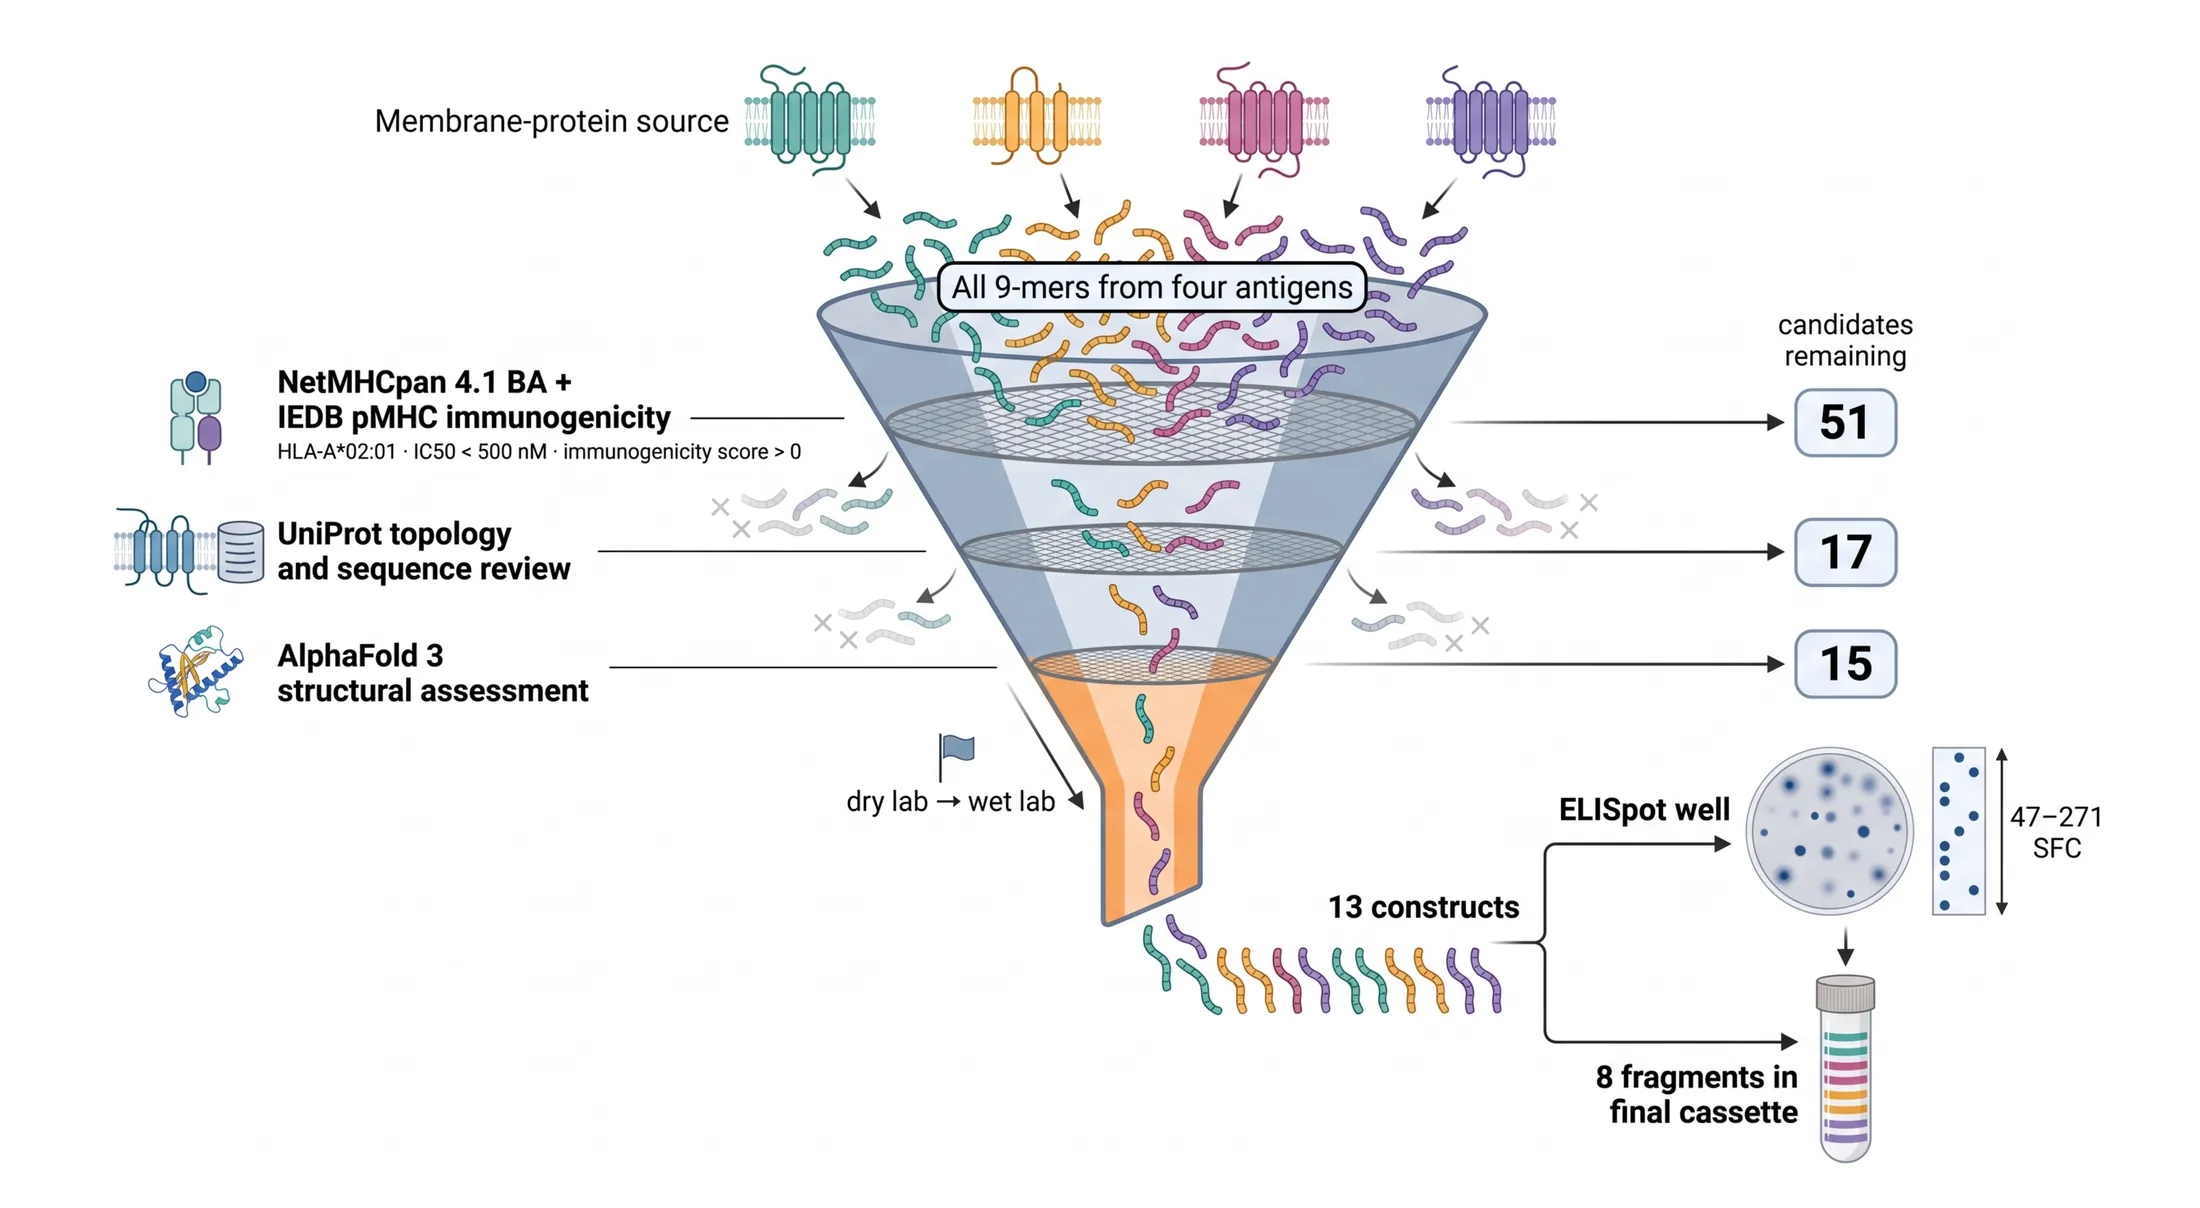 Membrane-protein source
All 9-mers from four antigens
candidates
remaining
NetMHCpan 4.1 BA +
IEDB pMHC immunogenicity
HLA-A*02:01 · IC50 < 500 nM · immunogenicity score > 0
51
UniProt topology
and sequence review
17
AlphaFold 3
structural assessment
15
dry lab → wet lab
ELISpot well
47–271
SFC
13 constructs
8 fragments in
final cassette